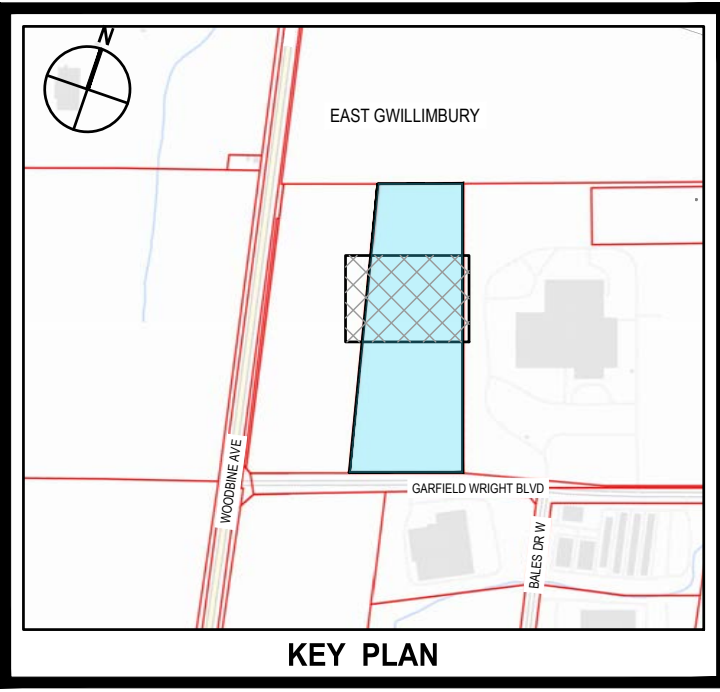 N
EAST GWILLIMBURY
WOODBINE AVE
GARFIELD WRIGHT BLVD
BALES DR W
KEY PLAN